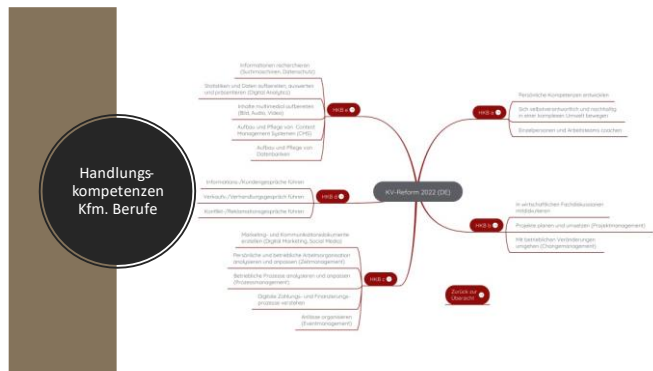 Handlungs-
kompetenzen
Kfm. Berufe
Informationen recherchieren
(Suchmaschinen, Datenschutz)
Statistiken und Daten aufbereiten, auswerten
und präsentieren (Digital Analytics)
Inhalte multimedial aufbereiten
(Bild, Audio, Video)
Aufbau und Pflege von Content
Management Systemen (CMS)
Aufbau und Pflege von
Datenbanken
HKB e
Informations-/Kundengespräche führen
Verkaufs-/Verhandlungsgespräch führen
Konflikt-/Reklamationsgespräche führen
HKB d
Marketing- und Kommunikationsdokumente
erstellen (Digital Marketing, Social Media)
Persönliche und betriebliche Arbeitsorganisation
analysieren und anpassen (Zeitmanagement)
Betriebliche Prozesse analysieren und anpassen
(Prozessmanagement)
Digitale Zahlungs- und Finanzierungs-
prozesse verstehen
Anlässe organisieren
(Eventmanagement)
HKB c
KV-Reform 2022 (DE)
HKB a
Persönliche Kompetenzen entwickeln
Sich selbstverantwortlich und nachhaltig
in einer komplexen Umwelt bewegen
Einzelpersonen und Arbeitsteams coachen
HKB b
In wirtschaftlichen Fachdiskussionen
mitdiskutieren
Projekte planen und umsetzen (Projektmanagement)
Mit betrieblichen Veränderungen
umgehen (Changemanagement)
Zurück zur
Übersicht